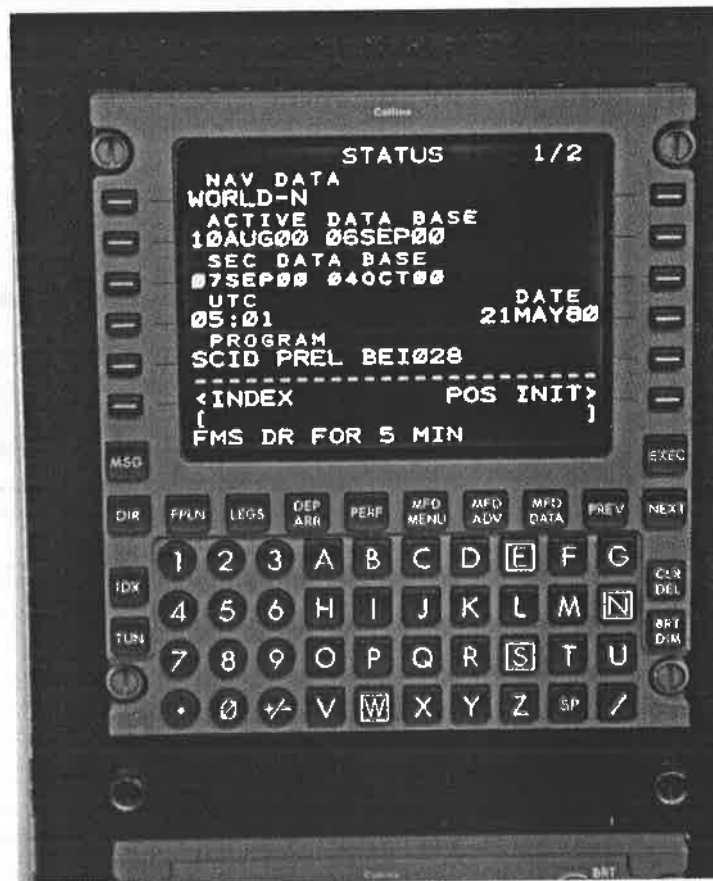 Collins
STATUS 1/2
NAV DATA
WORLD-N
ACTIVE DATA BASE
10AUG00 06SEP00
SEC DATA BASE
07SEP00 04OCT00
UTC DATE
05:01 21MAY80
PROGRAM
SCID PREL BEI028
--------------------------------
<INDEX POS INIT>
[ ]
FMS DR FOR 5 MIN
MSG EXEC
DIR FPLN LEGS DEP ARR PERF MFD MENU MFD ADV MFD DATA PREV NEXT
1 2 3 A B C D E F G
IDX CLR DEL
4 5 6 H I J K L M N
TUN BRT DIM
7 8 9 O P Q R S T U
. 0 +/- V W X Y Z SP /
Collins BRT